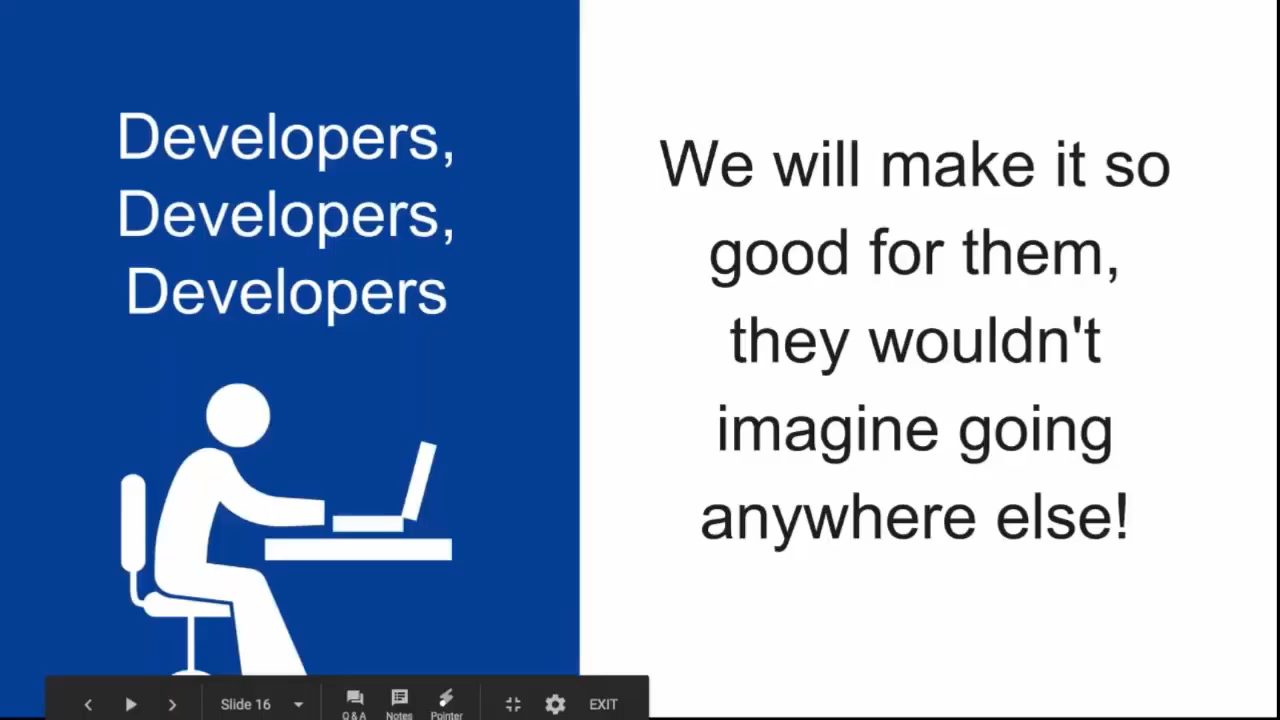 Developers,
Developers,
Developers
We will make it so
good for them,
they wouldn't
imagine going
anywhere else!
Slide 16
Q & A
Notes
Pointer
EXIT